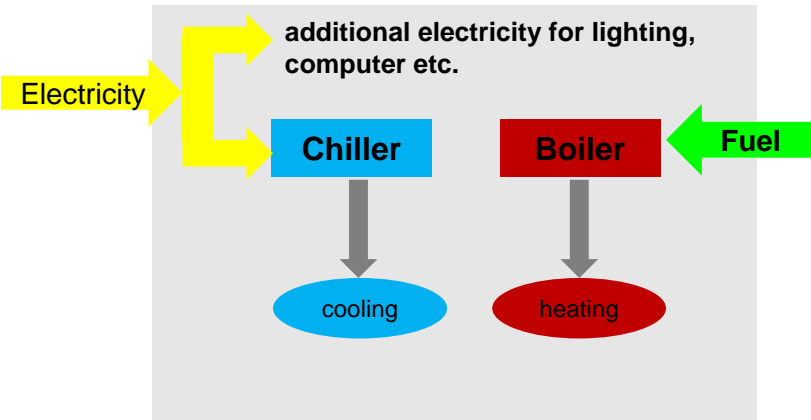 additional electricity for lighting,
computer etc.
Electricity
Chiller
Boiler
Fuel
cooling
heating